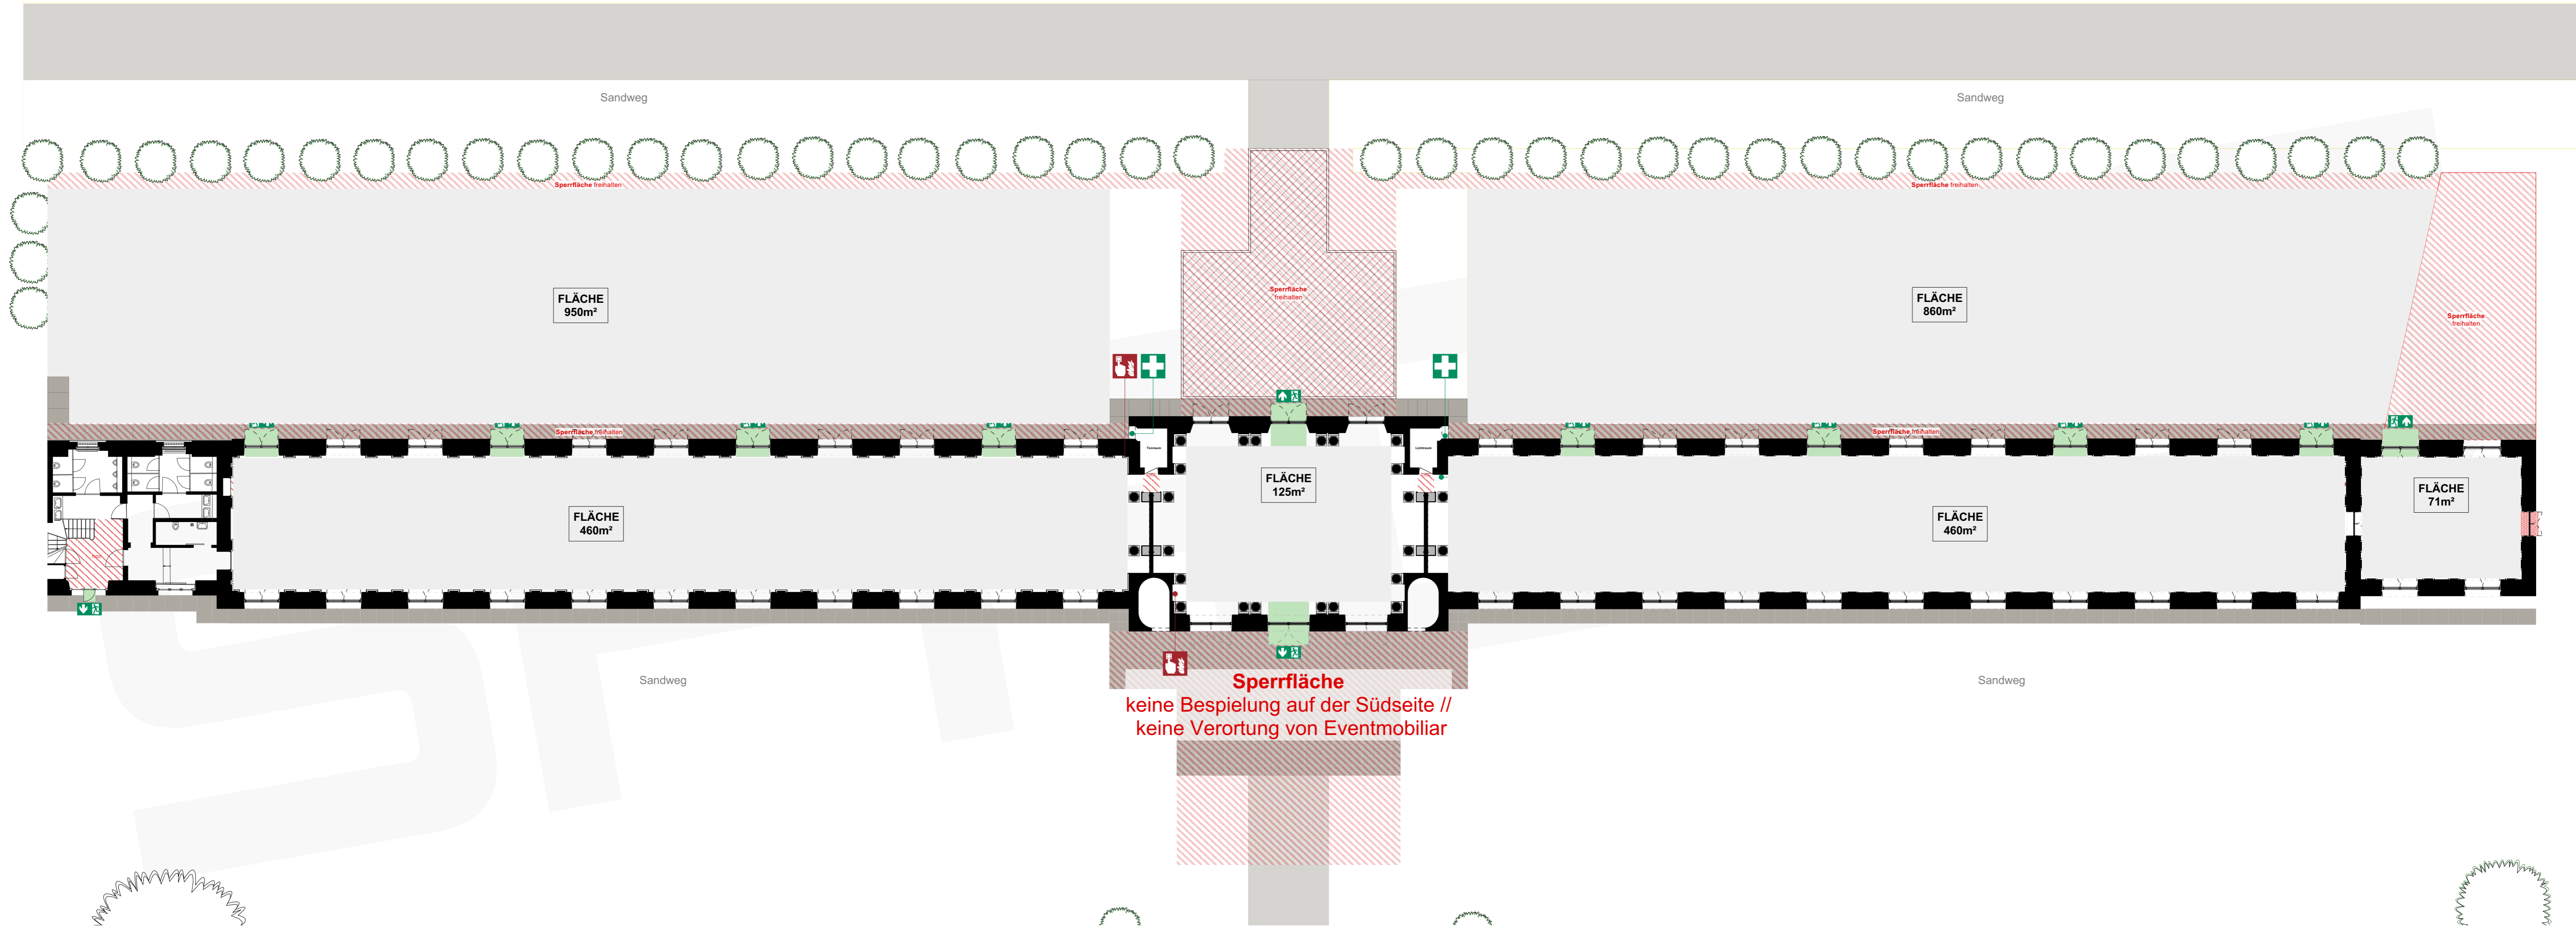 Sandweg
Sandweg
Sperrfläche freihalten
Sperrfläche freihalten
FLÄCHE
950m²
Sperrfläche
freihalten
FLÄCHE
860m²
Sperrfläche
freihalten
Sperrfläche freihalten
Sperrfläche freihalten
FLÄCHE
460m²
FLÄCHE
125m²
FLÄCHE
460m²
FLÄCHE
71m²
Sandweg
Sperrfläche
keine Bespielung auf der Südseite //
keine Verortung von Eventmobiliar
Sandweg